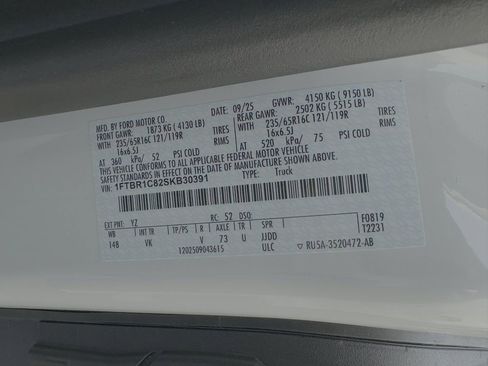 MFD. BY FORD MOTOR CO. DATE: 09/25 GVWR: 4150 KG ( 9150 LB)
FRONT GAWR: 1873 KG ( 4130 LB) REAR GAWR: 2502 KG ( 5515 LB)
WITH 235/65R16C 121/119R TIRES WITH 235/65R16C 121/119R TIRES
16x6.5J RIMS 16x6.5J RIMS
AT 360 kPa/ 52 PSI COLD AT 520 kPa/ 75 PSI COLD
THIS VEHICLE CONFORMS TO ALL APPLICABLE FEDERAL MOTOR VEHICLE
SAFETY STANDARDS IN EFFECT ON THE DATE OF MANUFACTURE SHOWN ABOVE.
VIN: 1FTBR1C82SKB30391 TYPE: Truck
EXT PNT: YZ RC: 52 DSO: F0819
WB INT TR TP/PS R AXLE TR T2231
148 VK V 73 U JJDD
1202509043615 ULC ▽ RU5A-3520472-AB